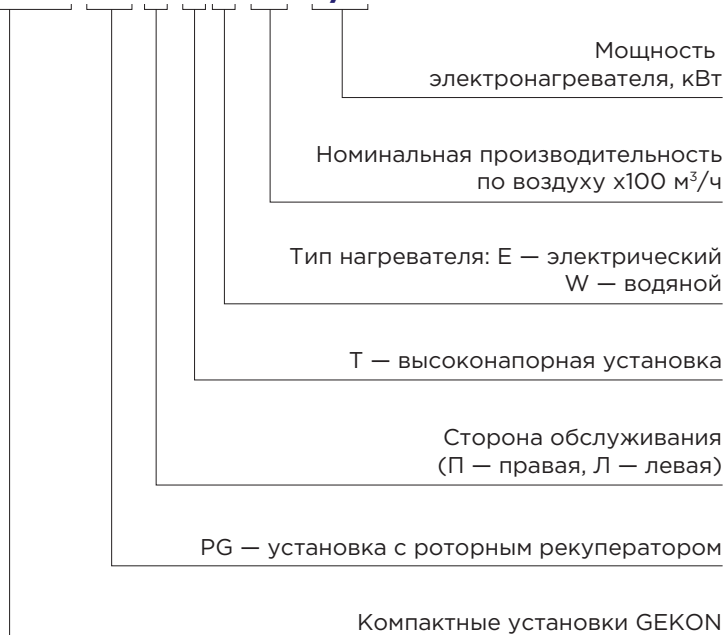 Мощность
электронагревателя, кВт
Номинальная производительность
по воздуху x100 м³/ч
Тип нагревателя: E — электрический
W — водяной
T — высоконапорная установка
Сторона обслуживания
(П — правая, Л — левая)
PG — установка с роторным рекуператором
Компактные установки GEKON